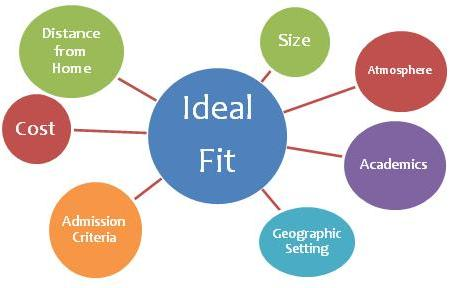 Distance
from
Home
Size
Atmosphere
Cost
Ideal
Fit
Academics
Admission
Criteria
Geographic
Setting